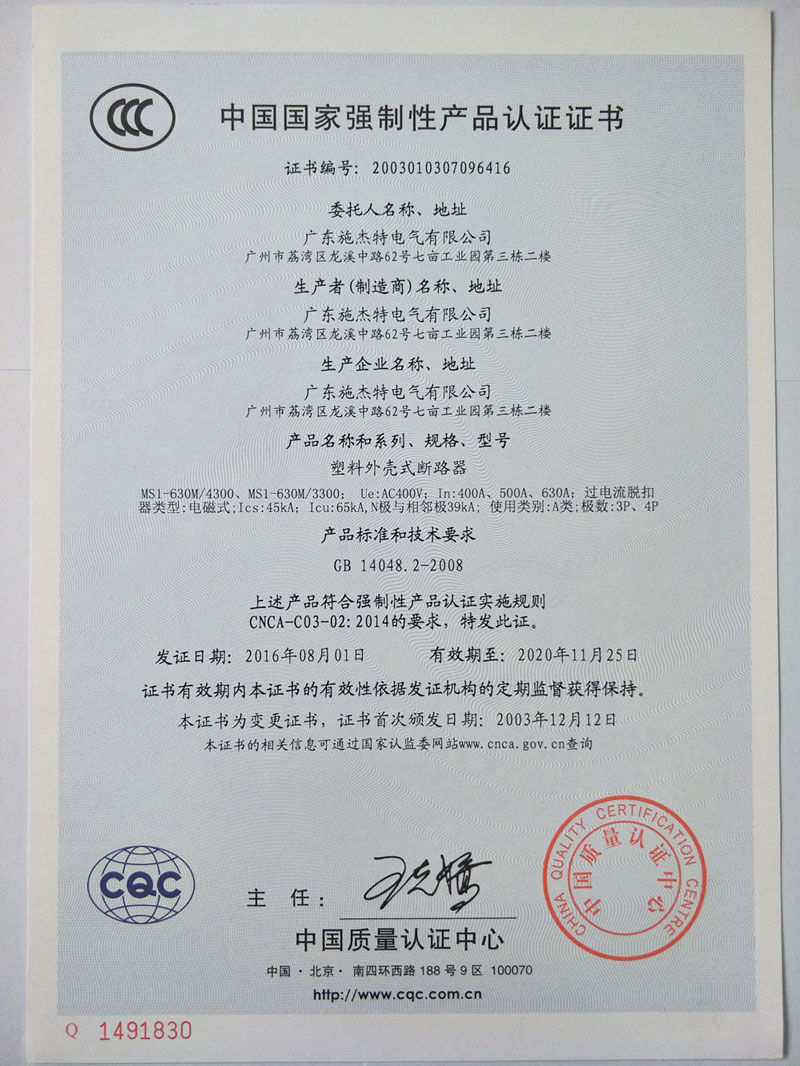 中国国家强制性产品认证证书
证书编号: 2003010307096416
委托人名称、地址
广东施杰特电气有限公司
广州市荔湾区龙溪中路62号七亩工业园第三栋二楼
生产者(制造商)名称、地址
广东施杰特电气有限公司
广州市荔湾区龙溪中路62号七亩工业园第三栋二楼
生产企业名称、地址
广东施杰特电气有限公司
广州市荔湾区龙溪中路62号七亩工业园第三栋二楼
产品名称和系列、规格、型号
塑料外壳式断路器
MS1-630M/4300、MS1-630M/3300; Ue:AC400V; In:400A、500A、630A; 过电流脱扣
器类型:电磁式;Ics:45kA; Icu:65kA,N极与相邻极39kA; 使用类别:A类;极数:3P、4P
产品标准和技术要求
GB 14048.2-2008
上述产品符合强制性产品认证实施规则
CNCA-C03-02:2014的要求,特发此证。
发证日期: 2016年08月01日 有效期至: 2020年11月25日
证书有效期内本证书的有效性依据发证机构的定期监督获得保持。
本证书为变更证书,证书首次颁发日期: 2003年12月12日
本证书的相关信息可通过国家认监委网站www.cnca.gov.cn查询
CQC
主 任:
CHINA QUALITY CERTIFICATION CENTRE
中国质量认证中心
中国质量认证中心
中国·北京·南四环西路 188 号 9 区 100070
http://www.cqc.com.cn
Q 1491830